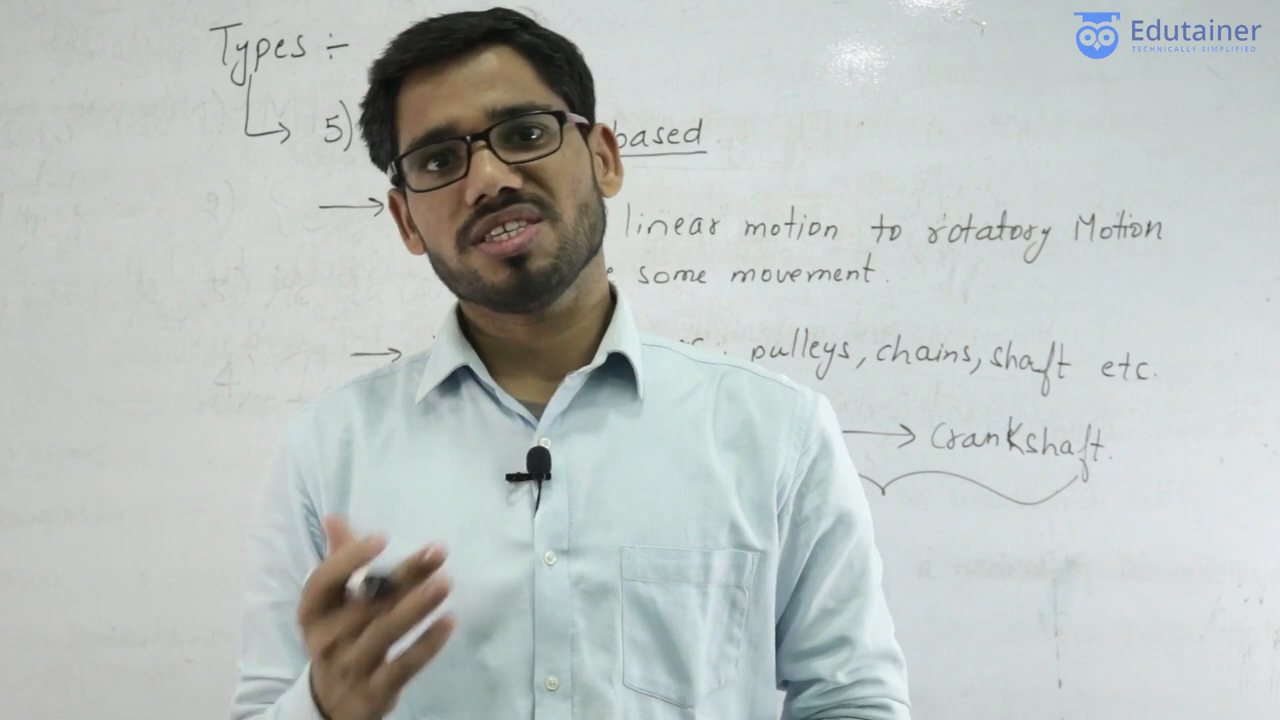 Edutainer
TECHNICALLY SIMPLIFIED
Types :-
5) based
linear motion to rotatory Motion
some movement.
pulleys, chains, shaft etc.
Crankshaft.